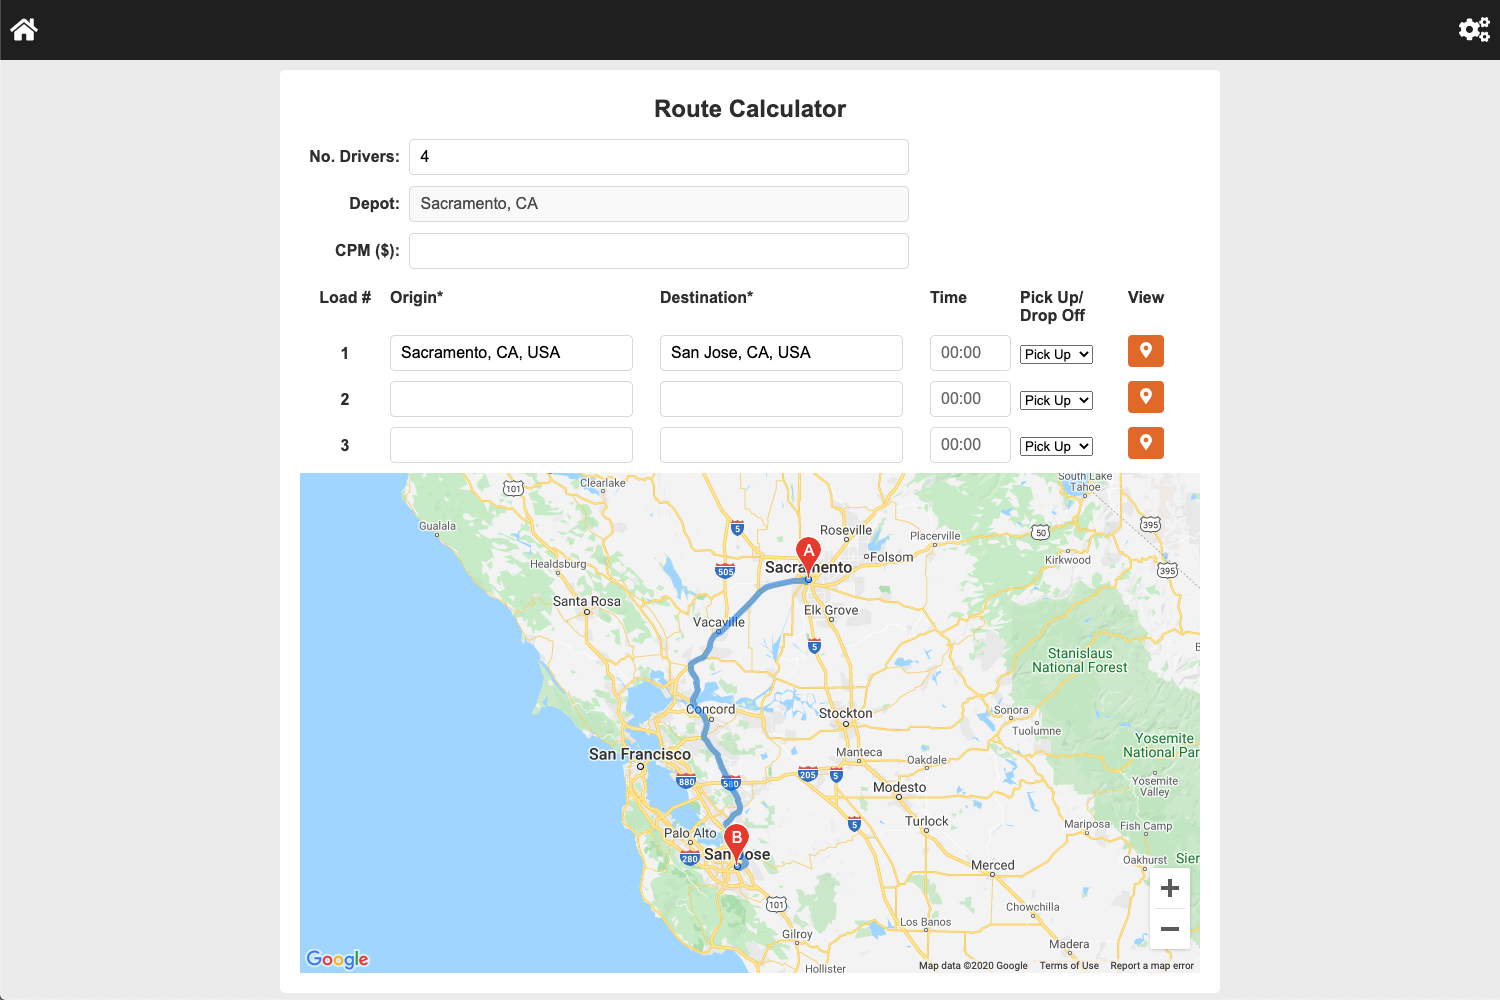 Route Calculator
No. Drivers: 4
Depot: Sacramento, CA
CPM ($):
Load # Origin* Destination* Time Pick Up/ Drop Off View
1 Sacramento, CA, USA San Jose, CA, USA 00:00 Pick Up
2 00:00 Pick Up
3 00:00 Pick Up
South Lake Tahoe
Clearlake
101
Gualala
5
Roseville
Placerville
50
395
A
Healdsburg
505
Sacramento
Folsom
Kirkwood
395
Santa Rosa
Elk Grove
Vacaville
5
Stanislaus National Forest
Concord
Stockton
Sonora
Tuolumne
San Francisco
Manteca
Oakdale
Yosemite National Par
880
580
205
5
Modesto
Yosemite Valley
Palo Alto
B
5
Turlock
Mariposa
Fish Camp
280
San Jose
Merced
Oakhurst
Sier
101
Chowchilla
Los Banos
Gilroy
Madera
Hollister
Google
Map data ©2020 Google Terms of Use Report a map error